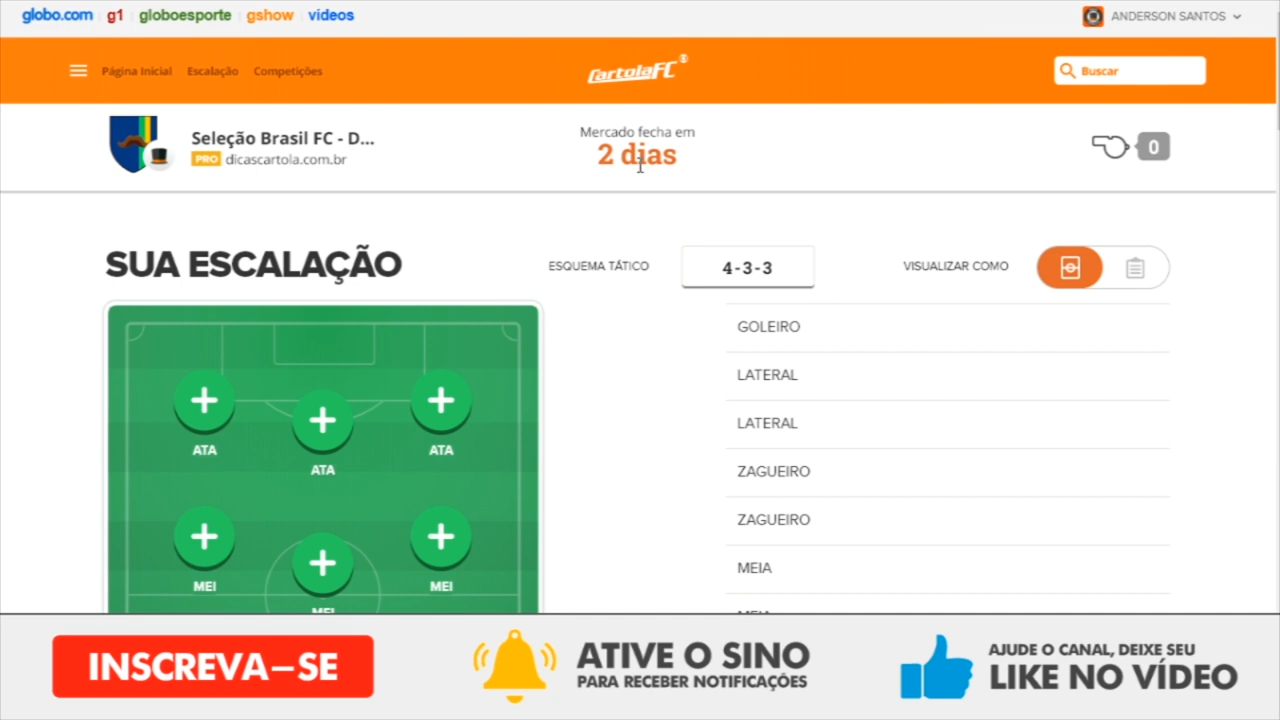 globo.com g1 globoesporte gshow vídeos
ANDERSON SANTOS
Página Inicial Escalação Competições
CartolaFC
Buscar
Seleção Brasil FC - D...
PRO dicascartola.com.br
Mercado fecha em
2 dias
0
SUA ESCALAÇÃO
ESQUEMA TÁTICO
4-3-3
VISUALIZAR COMO
ATA
ATA
ATA
MEI
MEI
MEI
GOLEIRO
LATERAL
LATERAL
ZAGUEIRO
ZAGUEIRO
MEIA
MEIA
INSCREVA-SE
ATIVE O SINO
PARA RECEBER NOTIFICAÇÕES
AJUDE O CANAL, DEIXE SEU
LIKE NO VÍDEO